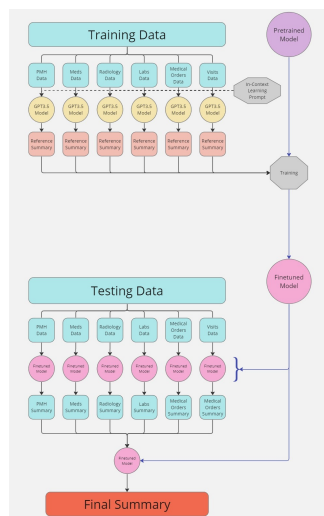 Training Data
Pretrained
Model
PMH
Data
Meds
Data
Radiology
Data
Labs
Data
Medical
Orders
Data
Visits
Data
In-Context
Learning
Prompt
GPT3.5
Model
GPT3.5
Model
GPT3.5
Model
GPT3.5
Model
GPT3.5
Model
GPT3.5
Model
Reference
Summary
Reference
Summary
Reference
Summary
Reference
Summary
Reference
Summary
Reference
Summary
Training
Finetuned
Model
Testing Data
PMH
Data
Meds
Data
Radiology
Data
Labs
Data
Medical
Orders
Data
Visits
Data
Finetuned
Model
Finetuned
Model
Finetuned
Model
Finetuned
Model
Finetuned
Model
Finetuned
Model
PMH
Summary
Meds
Summary
Radiology
Summary
Labs
Summary
Medical
Orders
Summary
Medical
Orders
Summary
Finetuned
Model
Final Summary